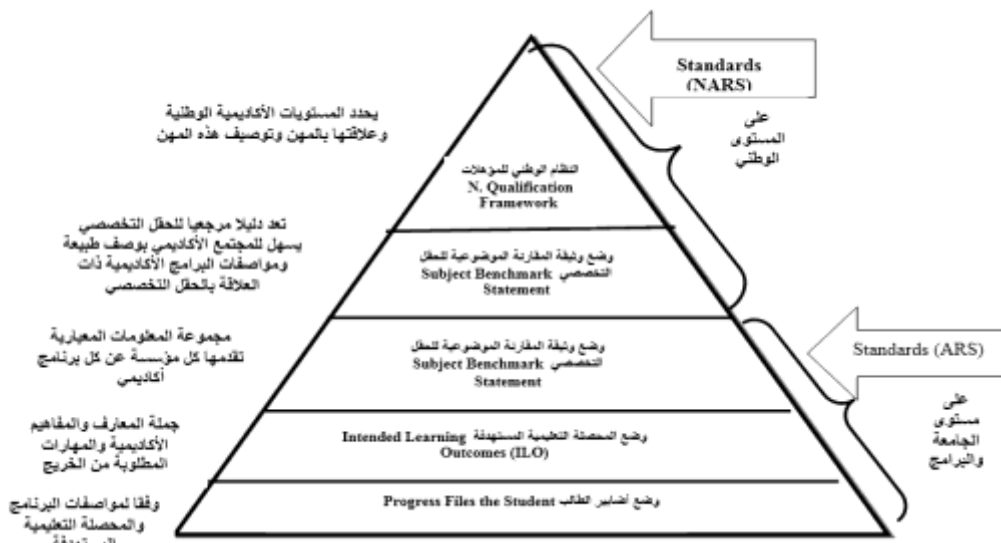 Standards
(NARS)
على
المستوى
الوطني
يحدد المستويات الأكاديمية الوطنية
وعلاقتها بالمهن وتوصيف هذه المهن
النظام الوطني للمؤهلات
N. Qualification
Framework
تعد دليلا مرجعيا للحقل التخصصي
يسهل للمجتمع الأكاديمي بوصف طبيعة
ومواصفات البرامج الأكاديمية ذات
العلاقة بالحقل التخصصي
وضع وثيقة المقارنة الموضوعية للحقل
التخصصي Subject Benchmark
Statement
مجموعة المعلومات المعيارية
تقدمها كل مؤسسة عن كل برنامج
أكاديمي
وضع وثيقة المقارنة الموضوعية للحقل
التخصصي Subject Benchmark
Statement
Standards (ARS)
على
مستوى
الجامعة
والبرامج
جملة المعارف والمفاهيم
الأكاديمية والمهارات
المطلوبة من الخريج
وضع المحصلة التعليمية المستهدفة Intended Learning
Outcomes (ILO)
وفقا لمواصفات البرنامج
والمحصلة التعليمية
وضع أضابير الطالب Progress Files the Student